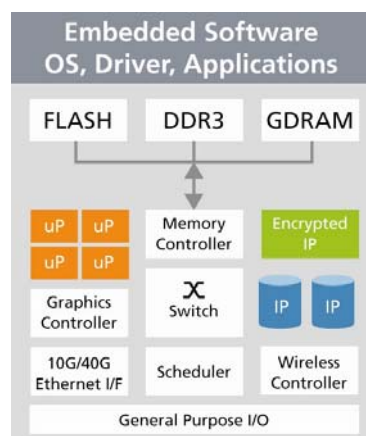 Embedded Software
OS, Driver, Applications
FLASH
DDR3
GDRAM
uP uP
uP uP
Memory
Controller
Encrypted
IP
Graphics
Controller
Switch
IP IP
10G/40G
Ethernet I/F
Scheduler
Wireless
Controller
General Purpose I/O